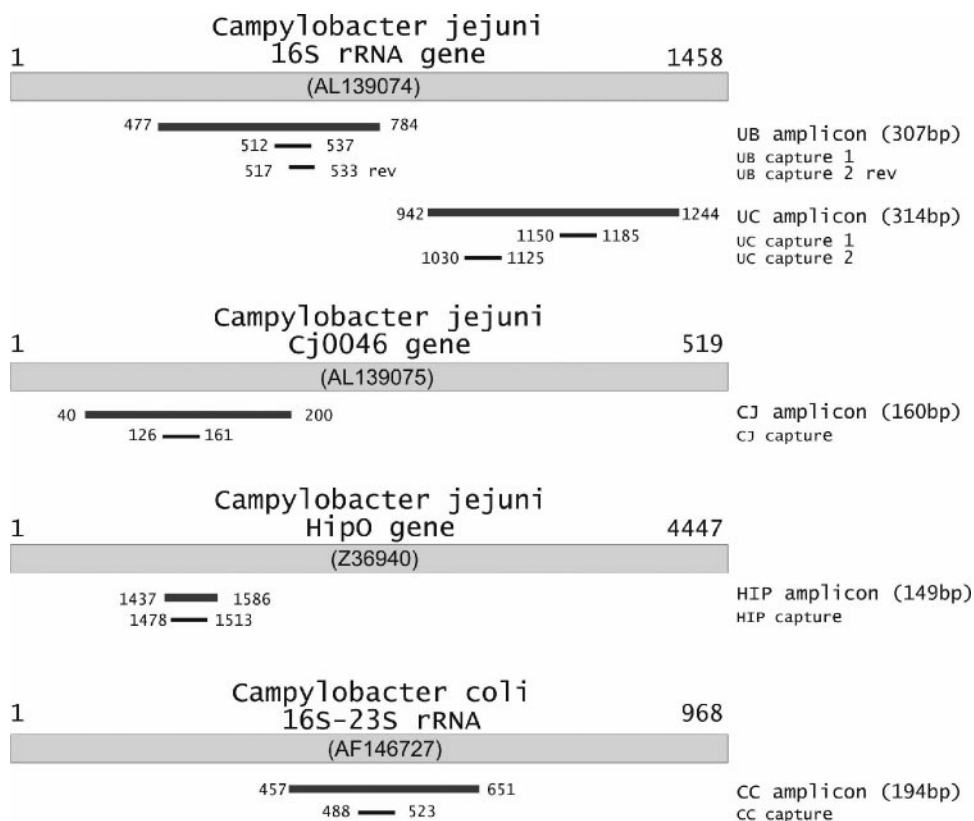 Campylobacter jejuni
1 16S rRNA gene 1458
(AL139074)
477 784 UB amplicon (307bp)
512 537 UB capture 1
517 533 rev UB capture 2 rev
942 1244 UC amplicon (314bp)
1150 1185 UC capture 1
1030 1125 UC capture 2
Campylobacter jejuni
1 Cj0046 gene 519
(AL139075)
40 200 CJ amplicon (160bp)
126 161 CJ capture
Campylobacter jejuni
1 HipO gene 4447
(Z36940)
1437 1586 HIP amplicon (149bp)
1478 1513 HIP capture
Campylobacter coli
1 16S-23S rRNA 968
(AF146727)
457 651 CC amplicon (194bp)
488 523 CC capture